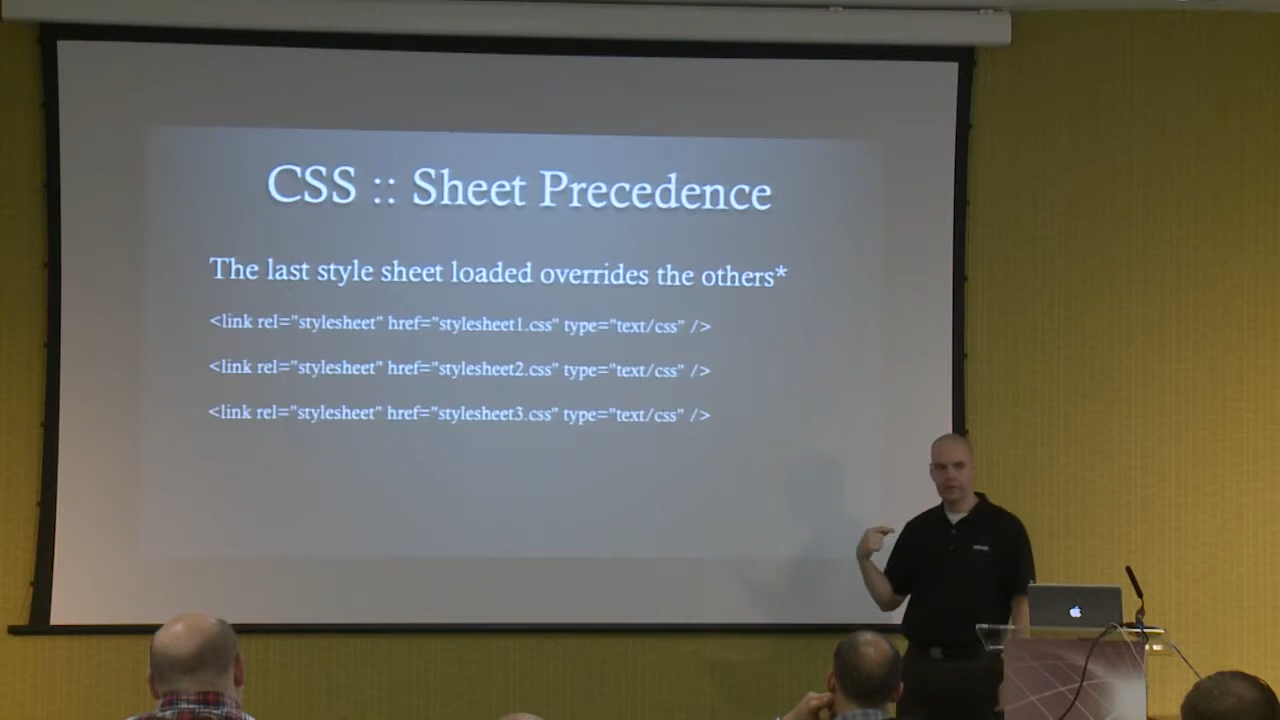 CSS :: Sheet Precedence
The last style sheet loaded overrides the others*
<link rel="stylesheet" href="stylesheet1.css" type="text/css" />
<link rel="stylesheet" href="stylesheet2.css" type="text/css" />
<link rel="stylesheet" href="stylesheet3.css" type="text/css" />